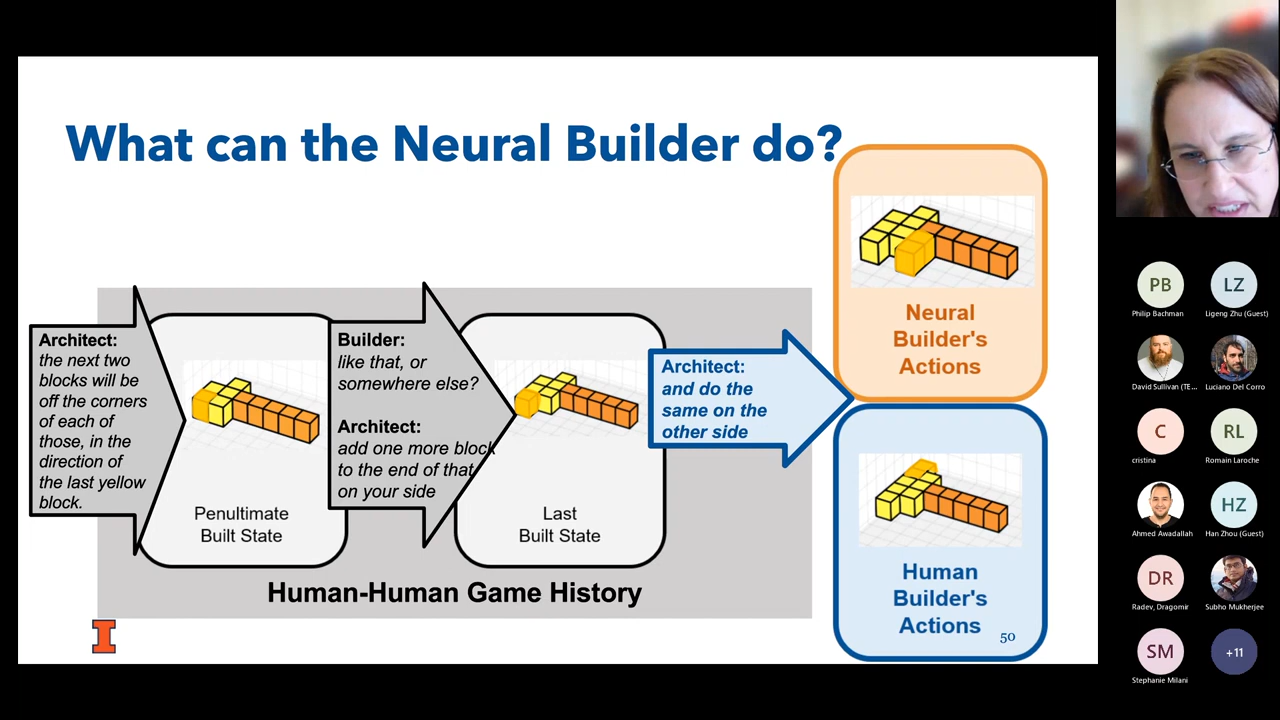 What can the Neural Builder do?
Architect:
the next two
blocks will be
off the corners
of each of
those, in the
direction of
the last yellow
block.
Penultimate
Built State
Builder:
like that, or
somewhere else?
Architect:
add one more block
to the end of that
on your side
Last
Built State
Architect:
and do the
same on the
other side
Neural
Builder's
Actions
Human
Builder's
Actions
50
Human-Human Game History
I
PB
Philip Bachman
LZ
Ligeng Zhu (Guest)
David Sullivan (TE...
Luciano Del Corro
C
cristina
RL
Romain Laroche
Ahmed Awadallah
HZ
Han Zhou (Guest)
DR
Radev, Dragomir
Subho Mukherjee
SM
Stephanie Milani
+11